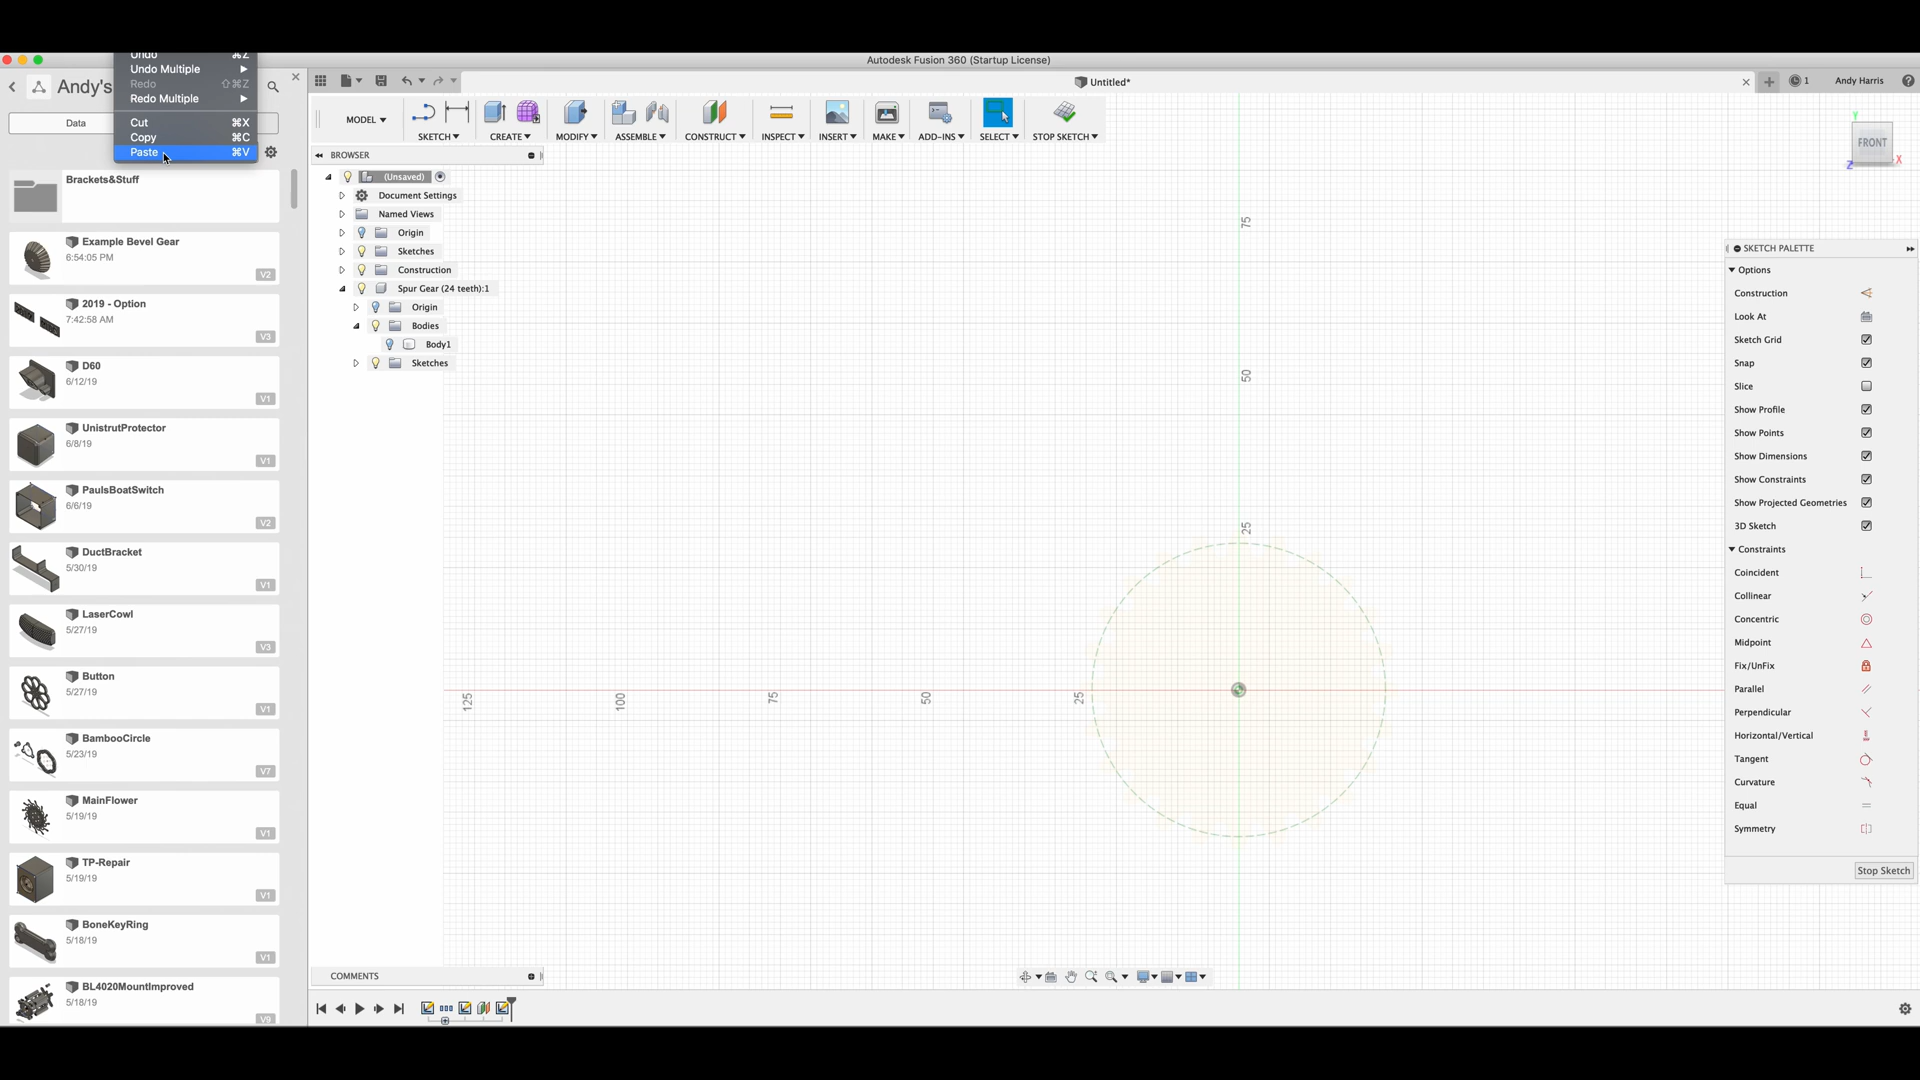 Autodesk Fusion 360 (Startup License)
Undo ⌘Z
Undo Multiple
Redo ⇧⌘Z
Redo Multiple
Cut ⌘X
Copy ⌘C
Paste ⌘V
Andy's
Data
Brackets&Stuff
Example Bevel Gear
6:54:05 PM
V2
2019 - Option
7:42:58 AM
V3
D60
6/12/19
V1
UnistrutProtector
6/8/19
V1
PaulsBoatSwitch
6/6/19
V2
DuctBracket
5/30/19
V1
LaserCowl
5/27/19
V3
Button
5/27/19
V1
BambooCircle
5/23/19
V7
MainFlower
5/19/19
V1
TP-Repair
5/19/19
V1
BoneKeyRing
5/18/19
V1
BL4020MountImproved
5/18/19
V9
Untitled*
1
Andy Harris
MODEL
SKETCH
CREATE
MODIFY
ASSEMBLE
CONSTRUCT
INSPECT
INSERT
MAKE
ADD-INS
SELECT
STOP SKETCH
BROWSER
(Unsaved)
Document Settings
Named Views
Origin
Sketches
Construction
Spur Gear (24 teeth):1
Origin
Bodies
Body1
Sketches
75
50
25
125
100
75
50
25
Y
FRONT
X
Z
SKETCH PALETTE
Options
Construction
Look At
Sketch Grid
Snap
Slice
Show Profile
Show Points
Show Dimensions
Show Constraints
Show Projected Geometries
3D Sketch
Constraints
Coincident
Collinear
Concentric
Midpoint
Fix/UnFix
Parallel
Perpendicular
Horizontal/Vertical
Tangent
Curvature
Equal
Symmetry
Stop Sketch
COMMENTS